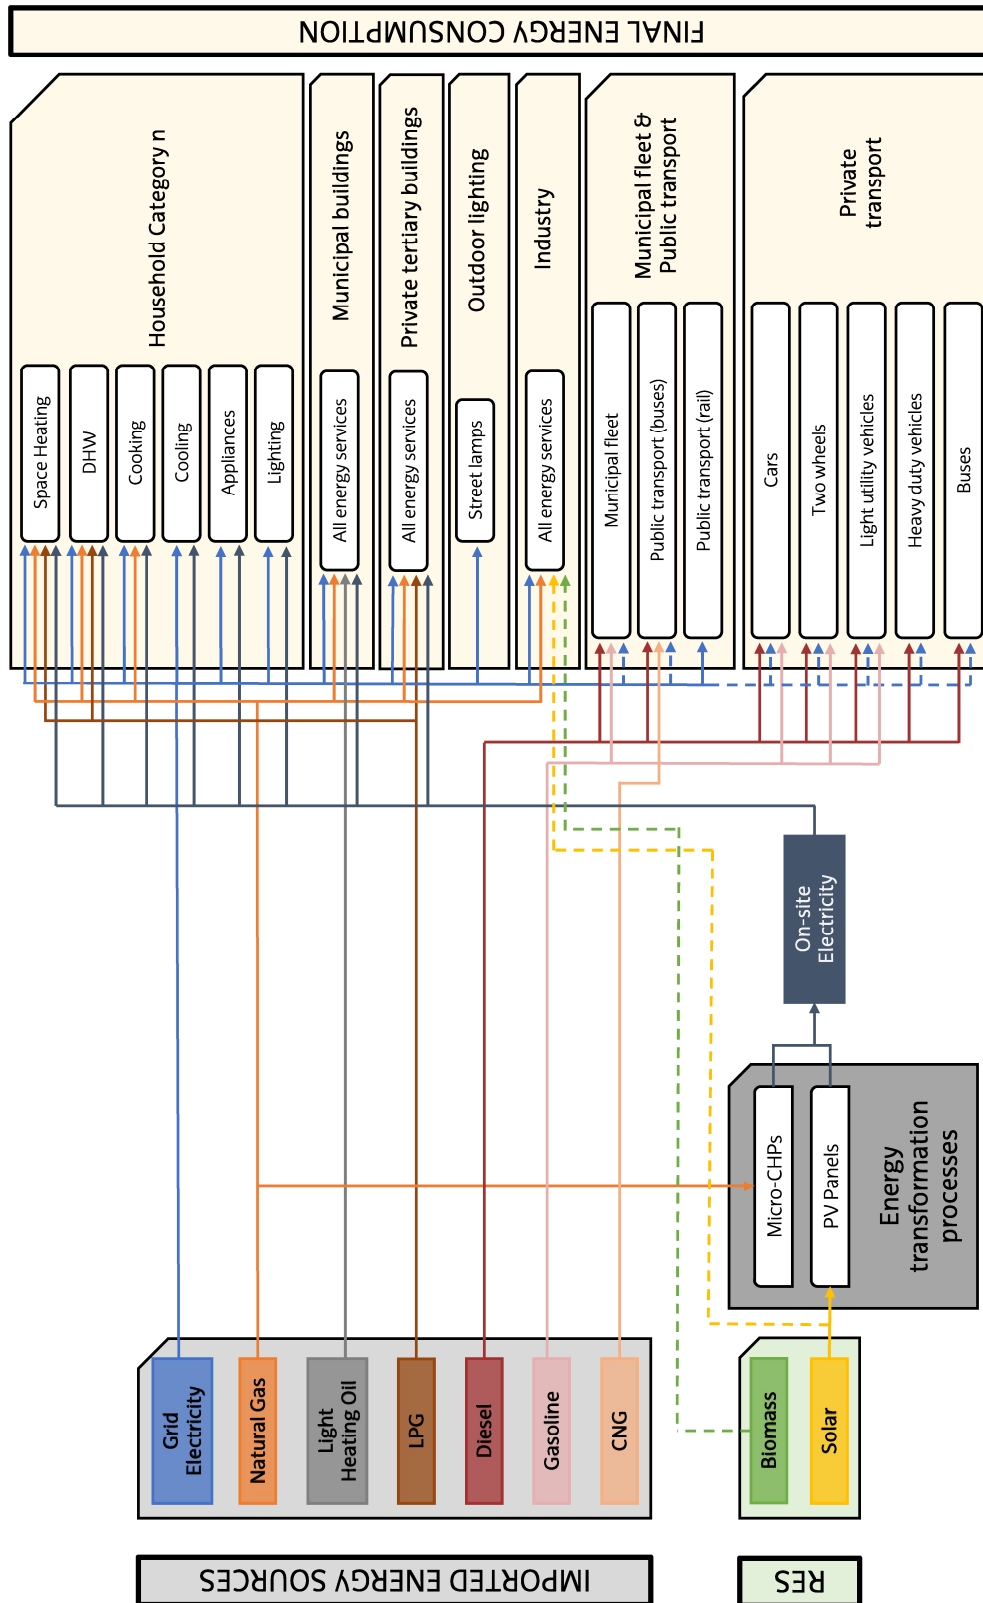 IMPORTED ENERGY SOURCES
Grid
Electricity
Natural Gas
Light
Heating Oil
LPG
Diesel
Gasoline
CNG
RES
Biomass
Solar
Energy
transformation
processes
Micro-CHPs
PV Panels
On-site
Electricity
FINAL ENERGY CONSUMPTION
Household Category n
Space Heating
DHW
Cooking
Cooling
Appliances
Lighting
Municipal buildings
All energy services
Private tertiary buildings
All energy services
Outdoor lighting
Street lamps
Industry
All energy services
Municipal fleet &
Public transport
Municipal fleet
Public transport (buses)
Public transport (rail)
Private
transport
Cars
Two wheels
Light utility vehicles
Heavy duty vehicles
Buses